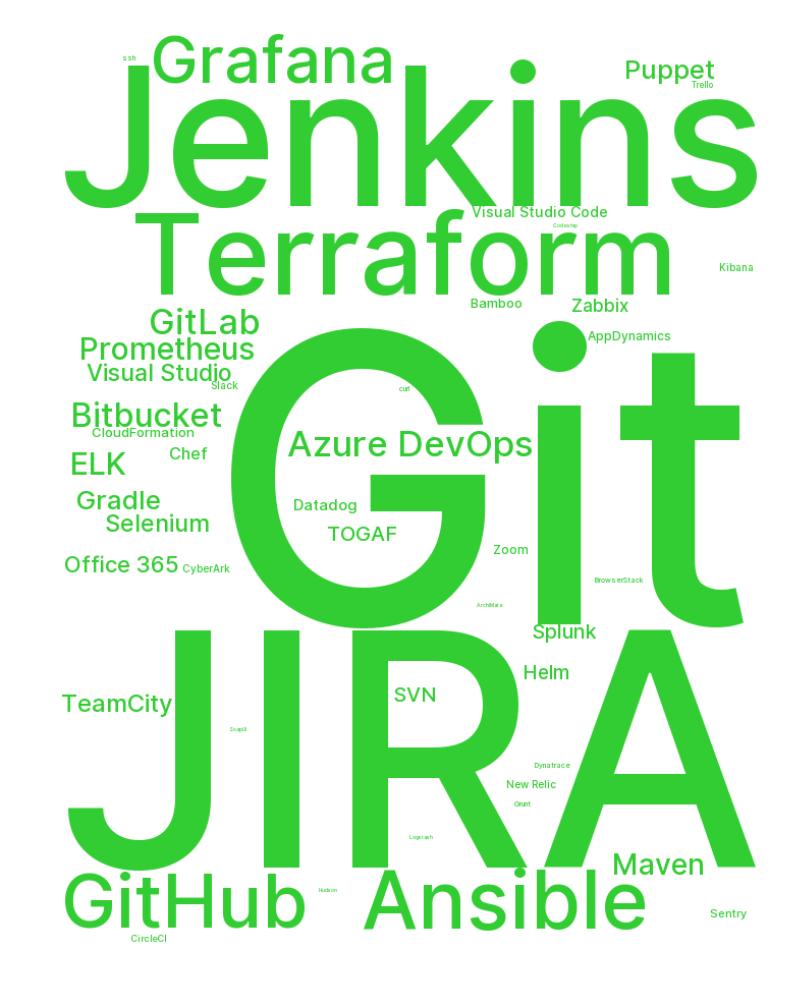 ssh
Grafana
Puppet
Trello
Jenkins
Visual Studio Code
Terraform
Codeship
Kibana
Bamboo
Zabbix
GitLab
AppDynamics
Prometheus
Visual Studio
Slack
curl
Git
Bitbucket
CloudFormation
Azure DevOps
Chef
ELK
Gradle
Datadog
Selenium
TOGAF
Zoom
Office 365
CyberArk
BrowserStack
ArchiMate
Splunk
JIRA
Helm
SVN
TeamCity
SoapUI
Dynatrace
New Relic
Grunt
Logstash
Maven
GitHub
Ansible
Hudson
Sentry
CircleCI